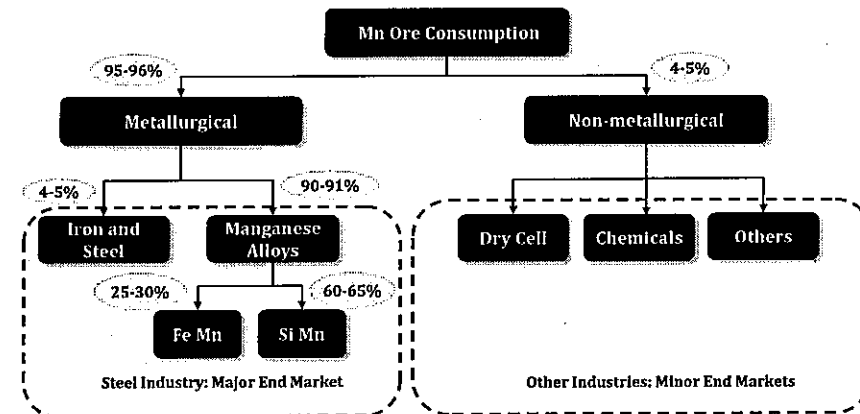 Mn Ore Consumption
95-96%
4-5%
Metallurgical
Non-metallurgical
4-5%
90-91%
Iron and
Steel
Manganese
Alloys
Dry Cell
Chemicals
Others
25-30%
60-65%
Fe Mn
Si Mn
Steel Industry: Major End Market
Other Industries: Minor End Markets